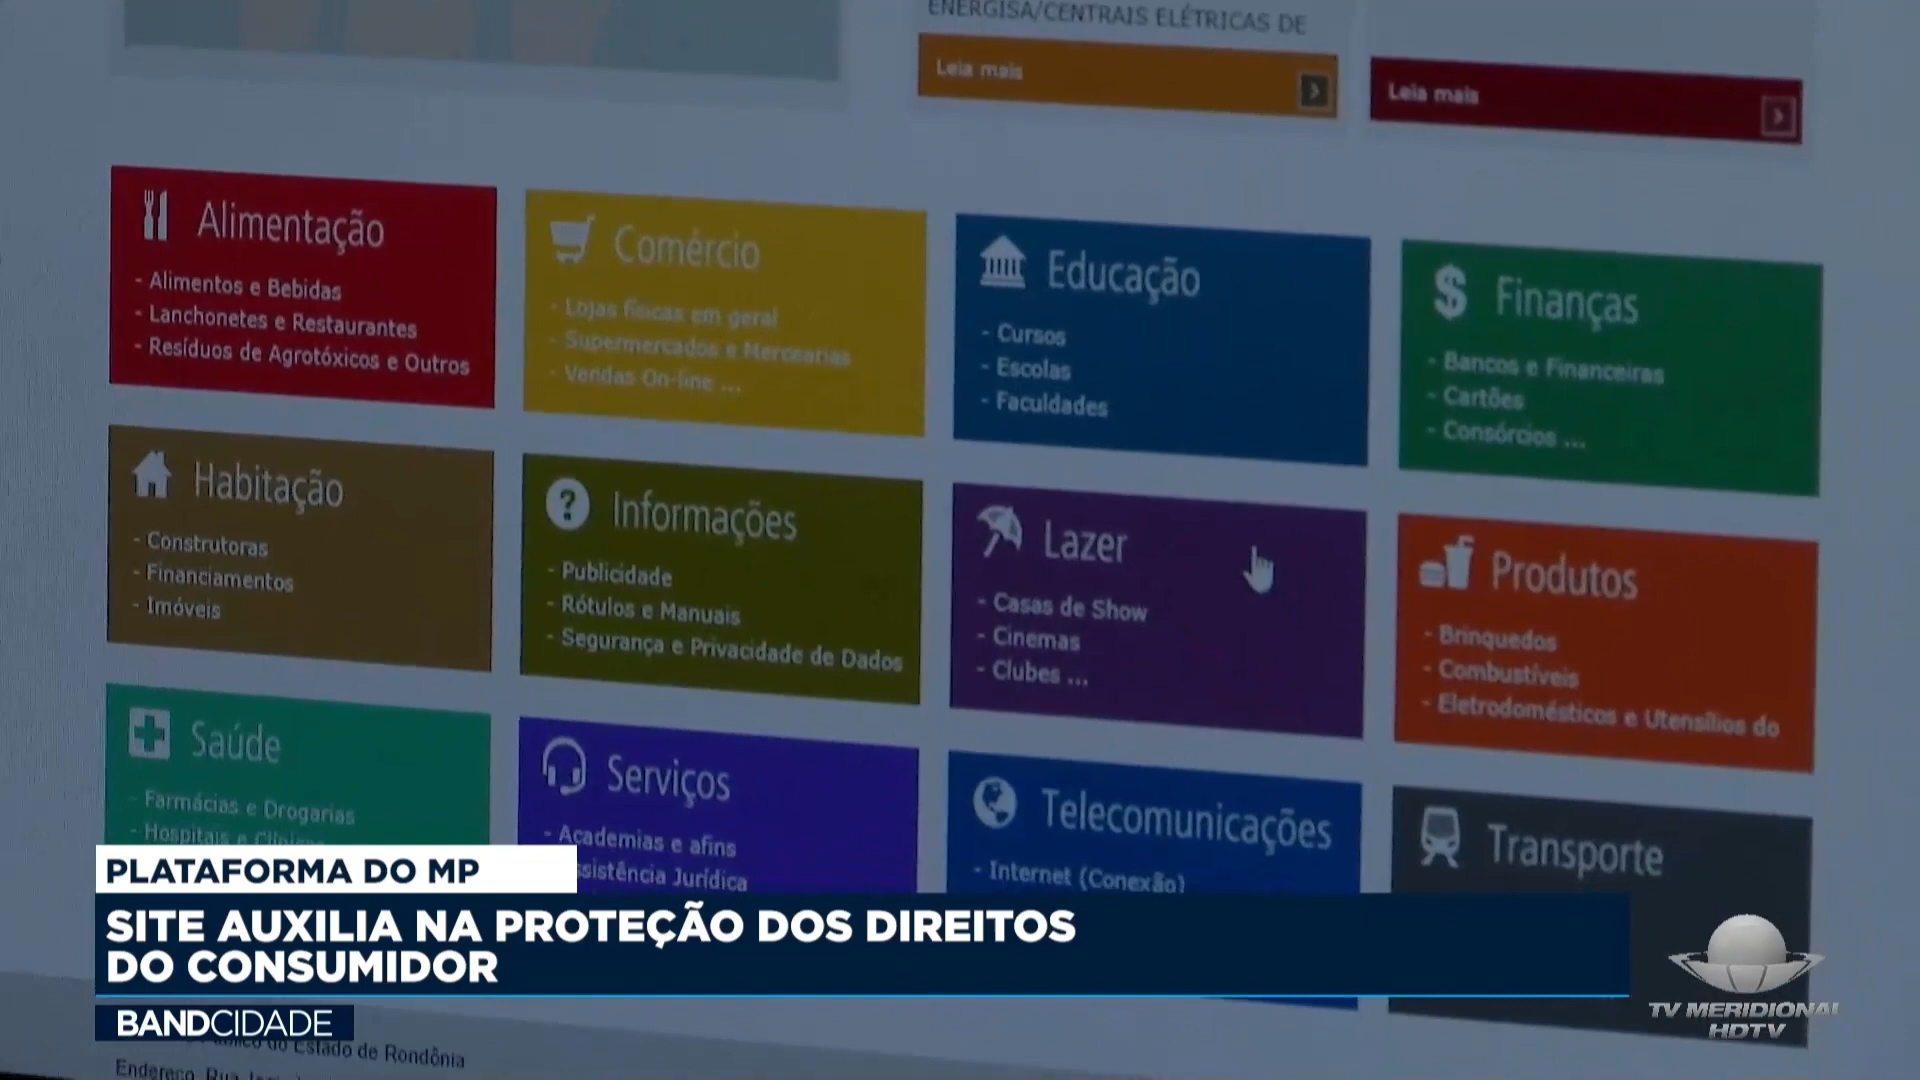 ENERGISA/CENTRAIS ELÉTRICAS DE
Leia mais
Leia mais
Alimentação
- Alimentos e Bebidas
- Lanchonetes e Restaurantes
- Resíduos de Agrotóxicos e Outros
Comércio
- Lojas físicas em geral
- Supermercados e Mercearias
- Vendas On-line ...
Educação
- Cursos
- Escolas
- Faculdades
Finanças
- Bancos e Financeiras
- Cartões
- Consórcios ...
Habitação
- Construtoras
- Financiamentos
- Imóveis
Informações
- Publicidade
- Rótulos e Manuais
- Segurança e Privacidade de Dados
Lazer
- Casas de Show
- Cinemas
- Clubes ...
Produtos
- Brinquedos
- Combustíveis
- Eletrodomésticos e Utensílios do
Saúde
- Farmácias e Drogarias
- Hospitais e
Serviços
- Academias e afins
Jurídica
Telecomunicações
- Internet (Conexão)
Transporte
PLATAFORMA DO MP
SITE AUXILIA NA PROTEÇÃO DOS DIREITOS
DO CONSUMIDOR
BANDCIDADE
TV MERIDIONAL
HDTV
do Estado de Rondônia
Endereço Rua